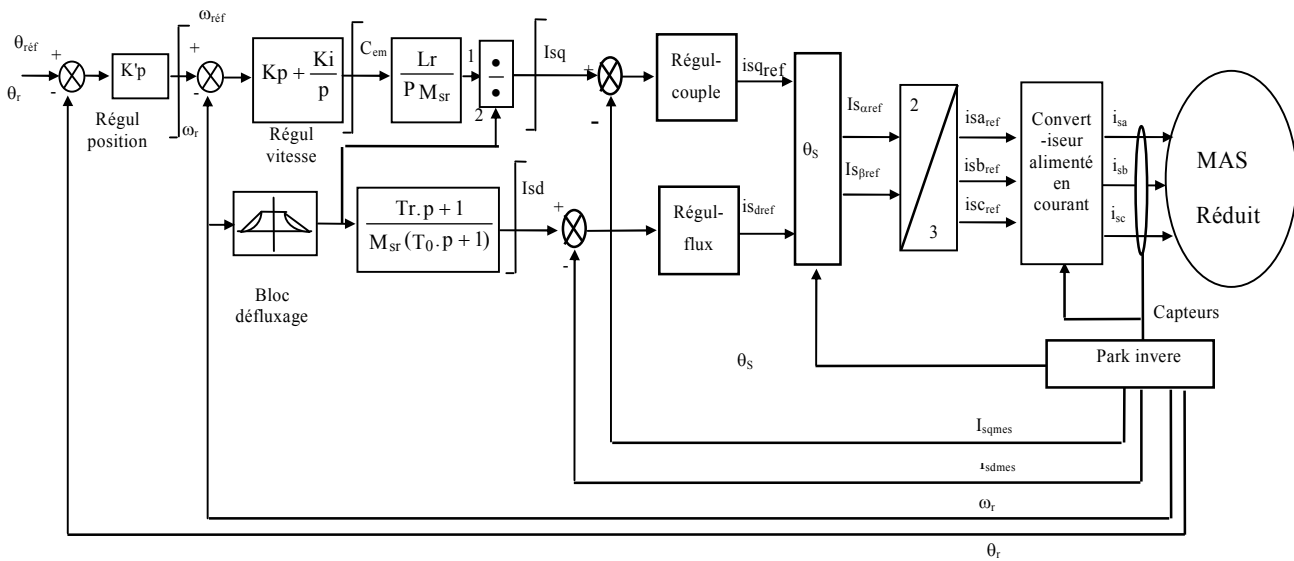 θréf
+
θr
-
K'p
Régul
position
ωréf
+
-
ωr
Kp + Ki/p
Régul
vitesse
Cem
Lr
P Msr
1
2
Isq
+
-
Régul-
couple
isqref
θS
Isαref
Isβref
2
3
isaref
isbref
iscref
Convert
-iseur
alimenté
en
courant
isa
isb
isc
MAS
Réduit
Bloc
défluxage
Tr.p + 1
Msr (T0.p + 1)
Isd
+
-
Régul-
flux
isdref
Capteurs
Park invere
θS
Isqmes
Isdmes
ωr
θr